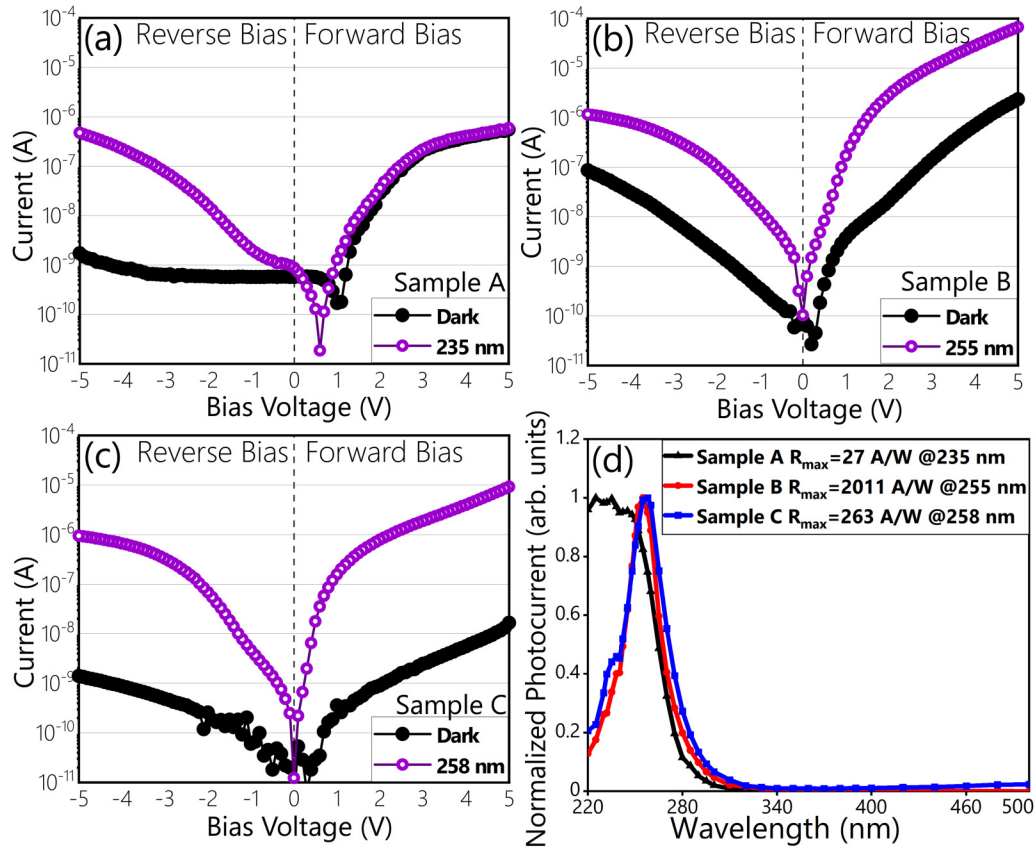 (a)
Reverse Bias Forward Bias
10⁻⁴
10⁻⁵
10⁻⁶
10⁻⁷
10⁻⁸
10⁻⁹
10⁻¹⁰
10⁻¹¹
Current (A)
Sample A
Dark
235 nm
-5 -4 -3 -2 -1 0 1 2 3 4 5
Bias Voltage (V)
(b)
Reverse Bias Forward Bias
10⁻⁴
10⁻⁵
10⁻⁶
10⁻⁷
10⁻⁸
10⁻⁹
10⁻¹⁰
10⁻¹¹
Current (A)
Sample B
Dark
255 nm
-5 -4 -3 -2 -1 0 1 2 3 4 5
Bias Voltage (V)
(c)
Reverse Bias Forward Bias
10⁻⁴
10⁻⁵
10⁻⁶
10⁻⁷
10⁻⁸
10⁻⁹
10⁻¹⁰
10⁻¹¹
Current (A)
Sample C
Dark
258 nm
-5 -4 -3 -2 -1 0 1 2 3 4 5
Bias Voltage (V)
(d)
Sample A Rmax=27 A/W @235 nm
Sample B Rmax=2011 A/W @255 nm
Sample C Rmax=263 A/W @258 nm
1.2
1
0.8
0.6
0.4
0.2
0
Normalized Photocurrent (arb. units)
220 280 340 400 460 500
Wavelength (nm)